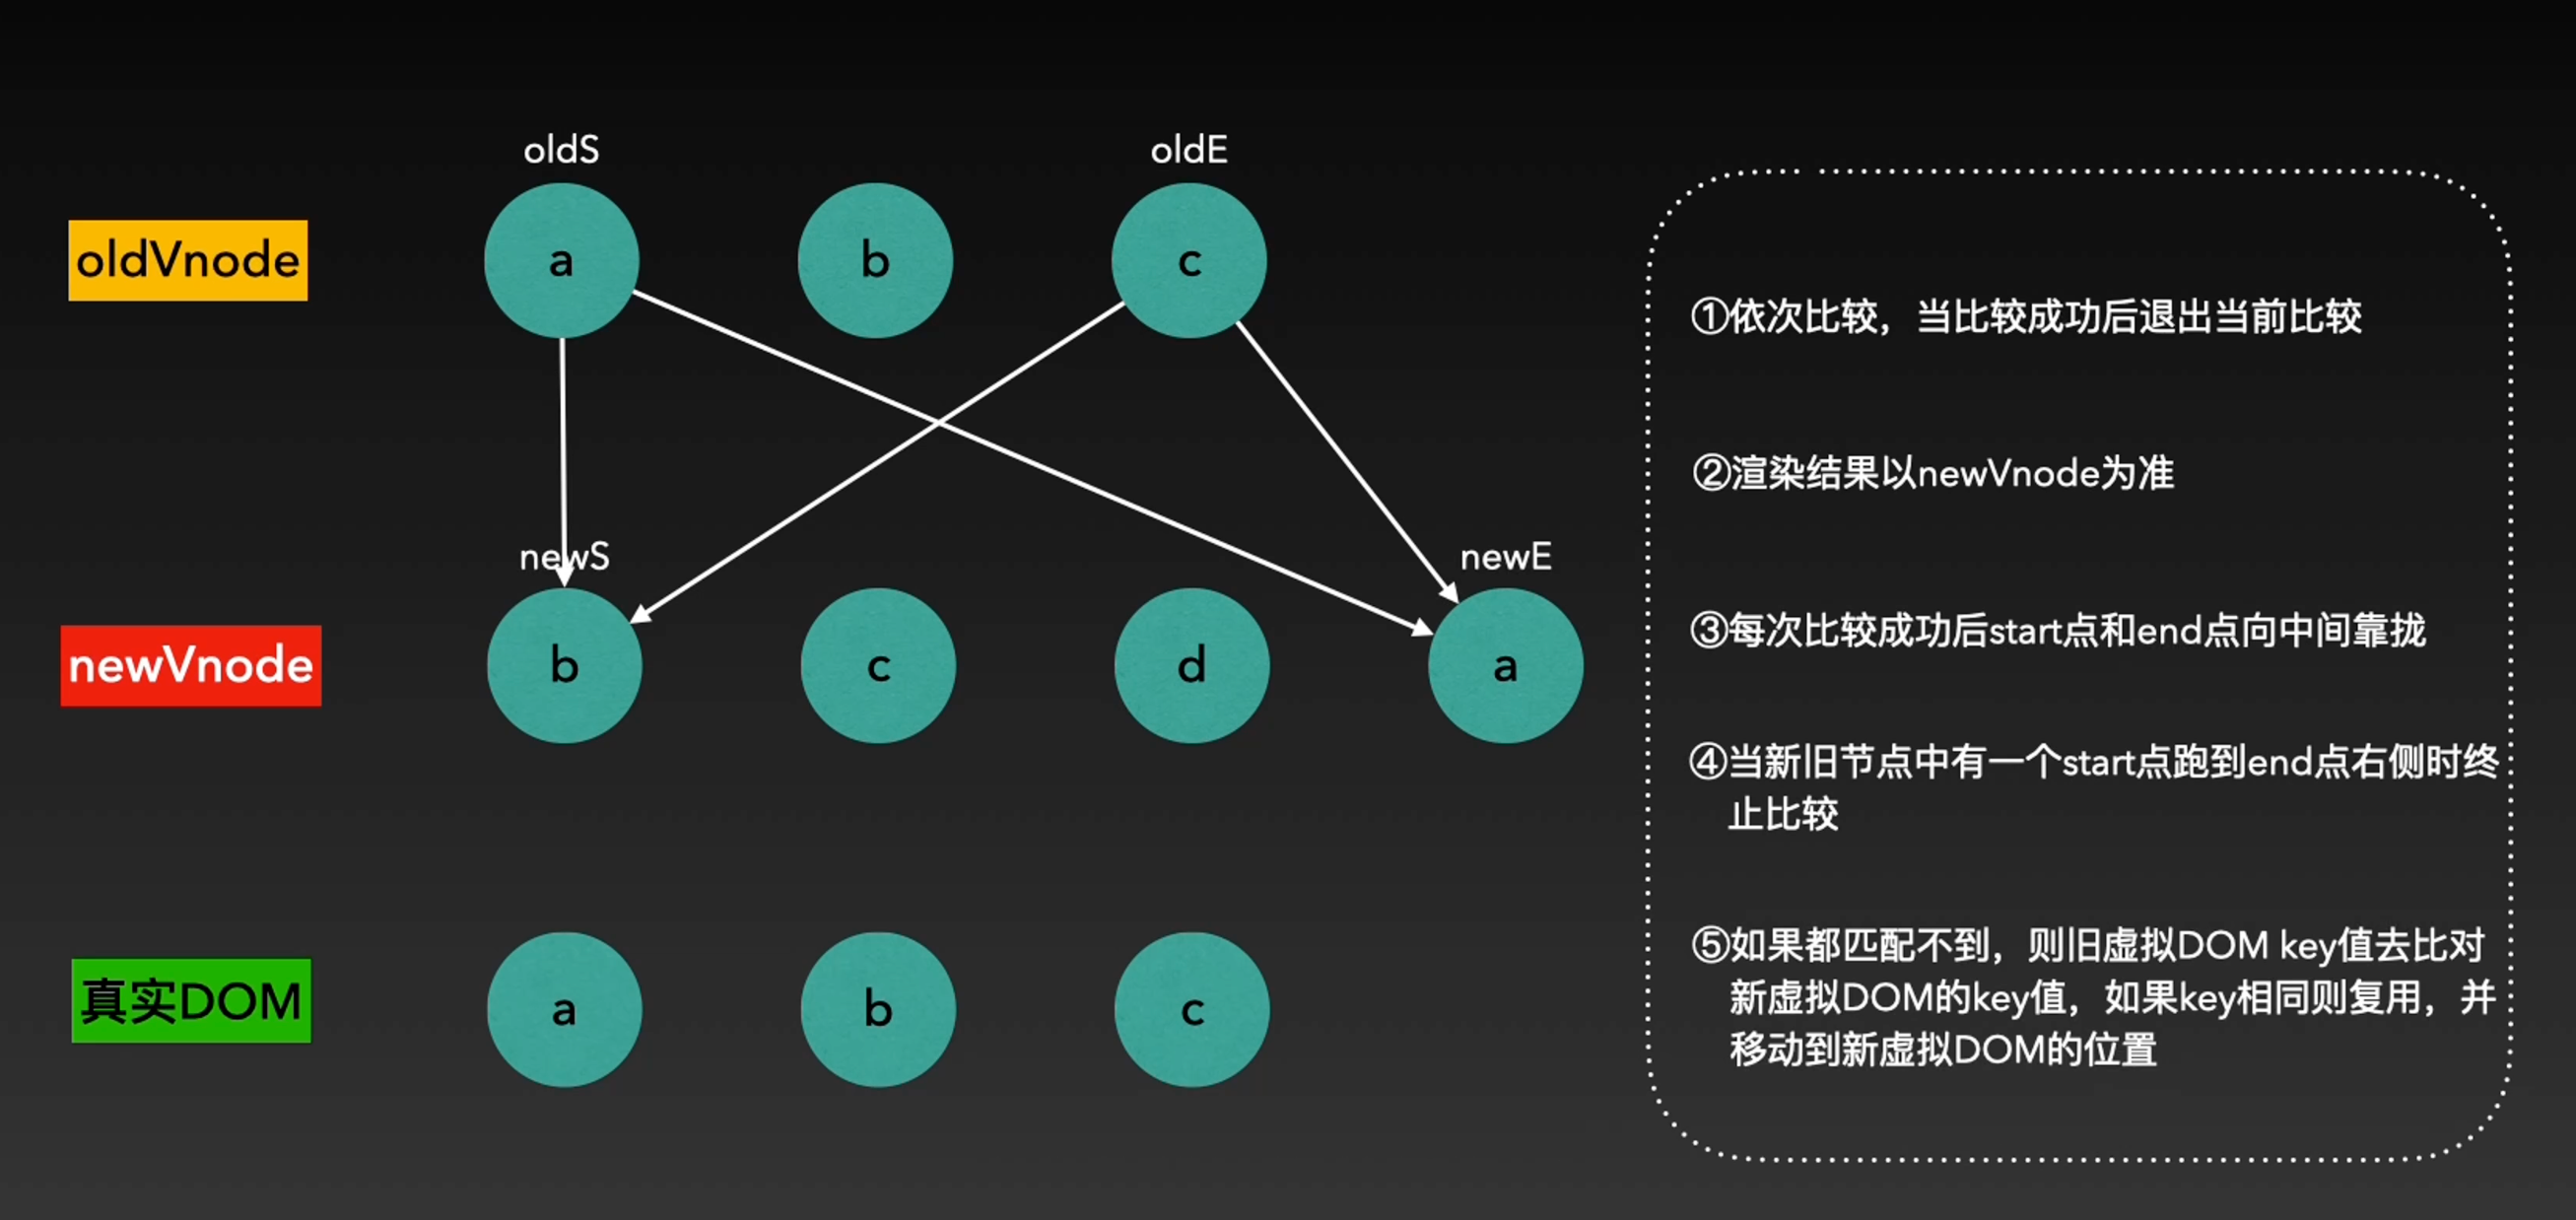 oldS
oldE
oldVnode
a
b
c
newS
newE
newVnode
b
c
d
a
真实DOM
a
b
c
①依次比较，当比较成功后退出当前比较
②渲染结果以newVnode为准
③每次比较成功后start点和end点向中间靠拢
④当新旧节点中有一个start点跑到end点右侧时终
止比较
⑤如果都匹配不到，则旧虚拟DOM key值去比对
新虚拟DOM的key值，如果key相同则复用，并
移动到新虚拟DOM的位置